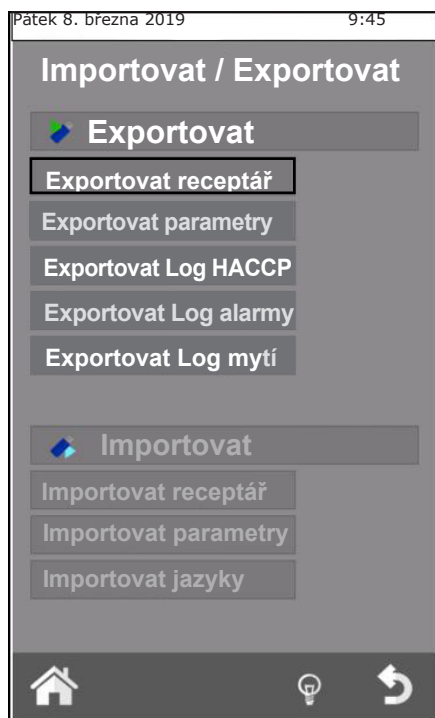 Pátek 8. března 2019 9:45
Importovat / Exportovat
Exportovat
Exportovat receptář
Exportovat parametry
Exportovat Log HACCP
Exportovat Log alarmy
Exportovat Log mytí
Importovat
Importovat receptář
Importovat parametry
Importovat jazyky